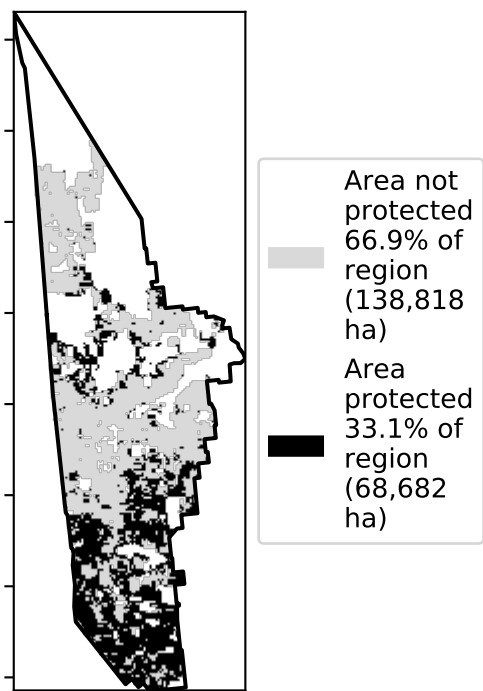 Area not
protected
66.9% of
region
(138,818
ha)
Area
protected
33.1% of
region
(68,682
ha)